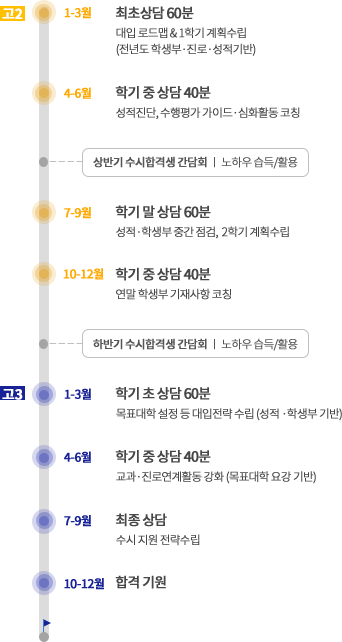 고2
1-3월 최초상담 60분
대입 로드맵 & 1학기 계획수립
(전년도 학생부·진로·성적기반)
4-6월 학기 중 상담 40분
성적진단, 수행평가 가이드·심화활동 코칭
상반기 수시합격생 간담회 | 노하우 습득/활용
7-9월 학기 말 상담 60분
성적·학생부 중간 점검, 2학기 계획수립
10-12월 학기 중 상담 40분
연말 학생부 기재사항 코칭
하반기 수시합격생 간담회 | 노하우 습득/활용
고3
1-3월 학기 초 상담 60분
목표대학 설정 등 대입전략 수립 (성적 · 학생부 기반)
4-6월 학기 중 상담 40분
교과·진로연계활동 강화 (목표대학 요강 기반)
7-9월 최종 상담
수시 지원 전략수립
10-12월 합격 기원